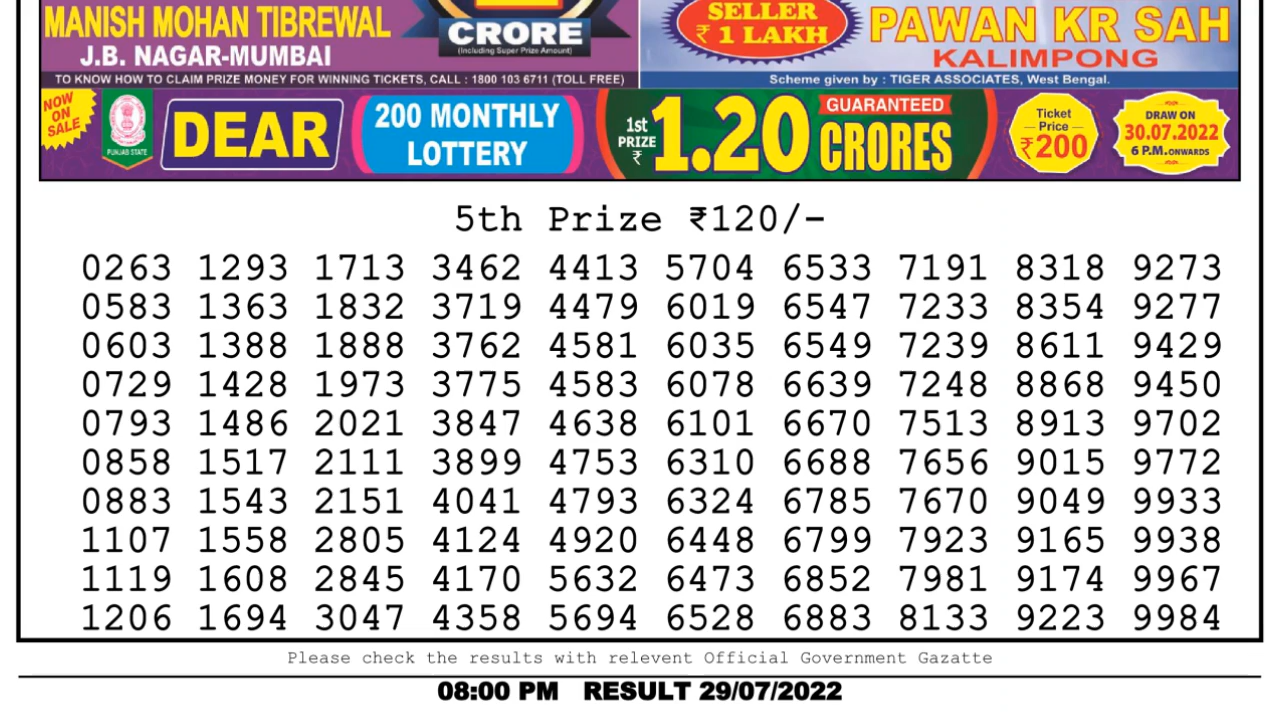 MANISH MOHAN TIBREWAL
J.B. NAGAR-MUMBAI
CRORE
(Including Super Prize Amount)
SELLER
₹ 1 LAKH
PAWAN KR SAH
KALIMPONG
TO KNOW HOW TO CLAIM PRIZE MONEY FOR WINNING TICKETS, CALL : 1800 103 6711 (TOLL FREE)
Scheme given by : TIGER ASSOCIATES, West Bengal.
NOW
ON
SALE
PUNJAB STATE
DEAR
200 MONTHLY
LOTTERY
1st
PRIZE
₹
1.20
GUARANTEED
CRORES
Ticket
Price
₹200
DRAW ON
30.07.2022
6 P.M. ONWARDS
5th Prize ₹120/-
0263 1293 1713 3462 4413 5704 6533 7191 8318 9273
0583 1363 1832 3719 4479 6019 6547 7233 8354 9277
0603 1388 1888 3762 4581 6035 6549 7239 8611 9429
0729 1428 1973 3775 4583 6078 6639 7248 8868 9450
0793 1486 2021 3847 4638 6101 6670 7513 8913 9702
0858 1517 2111 3899 4753 6310 6688 7656 9015 9772
0883 1543 2151 4041 4793 6324 6785 7670 9049 9933
1107 1558 2805 4124 4920 6448 6799 7923 9165 9938
1119 1608 2845 4170 5632 6473 6852 7981 9174 9967
1206 1694 3047 4358 5694 6528 6883 8133 9223 9984
Please check the results with relevent Official Government Gazatte
08:00 PM RESULT 29/07/2022